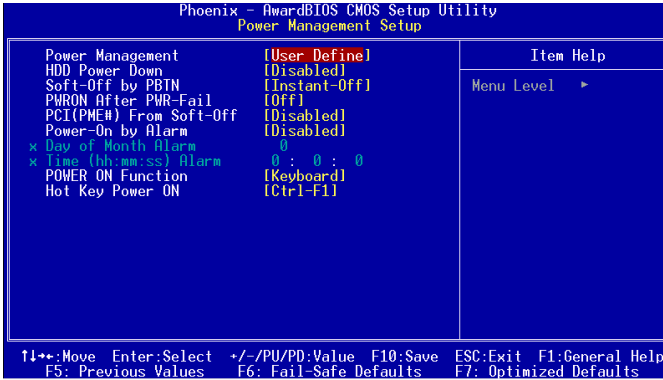 Phoenix - AwardBIOS CMOS Setup Utility
Power Management Setup
Power Management [User Define]
HDD Power Down [Disabled]
Soft-Off by PBTN [Instant-Off]
PWRON After PWR-Fail [Off]
PCI(PME#) From Soft-Off [Disabled]
Power-On by Alarm [Disabled]
x Day of Month Alarm 0
x Time (hh:mm:ss) Alarm 0 : 0 : 0
POWER ON Function [Keyboard]
Hot Key Power ON [Ctrl-F1]
Item Help
Menu Level ►
↑↓→←:Move Enter:Select +/-/PU/PD:Value F10:Save ESC:Exit F1:General Help
F5: Previous Values F6: Fail-Safe Defaults F7: Optimized Defaults